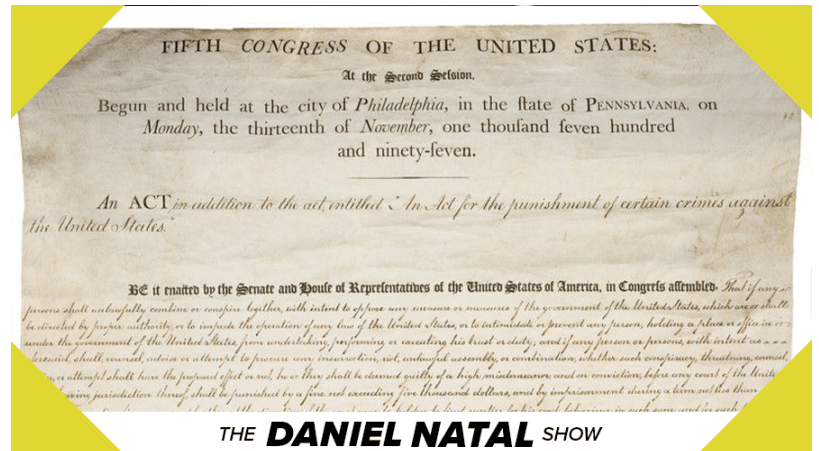 FIFTH CONGRESS OF THE UNITED STATES:
At the Second Session,
Begun and held at the city of Philadelphia, in the ſtate of PENNSYLVANIA, on
Monday, the thirteenth of November, one thouſand ſeven hundred
and ninety-ſeven.
An ACT in addition to the act, entitled "An Act for the punishment of certain crimes against
the United States."
BE it enacted by the Senate and Houſe of Repreſentatives of the United States of America, in Congreſs aſſembled. That if any
persons shall unlawfully combine or conspire together, with intent to oppose any measure or measures of the government of the United States, which are or shall
be directed by proper authority, or to impede the operation of any law of the United States, or to intimidate or prevent any person, holding a place or office in or
under the government of the United States, from undertaking, performing or executing his trust or duty; and if any person or persons, with intent as
aforesaid, shall counsel, advise or attempt to procure any insurrection, riot, unlawful assembly, or combination, whether such conspiracy, threatening, counsel,
or attempt shall have the proposed effect or not, he or they shall be deemed guilty of a high misdemeanor, and on conviction, before any court of the Unite
jurisdiction thereof, shall be punished by a fine not exceeding five thousand dollars, and by imprisonment during a term not less than
THE DANIEL NATAL SHOW